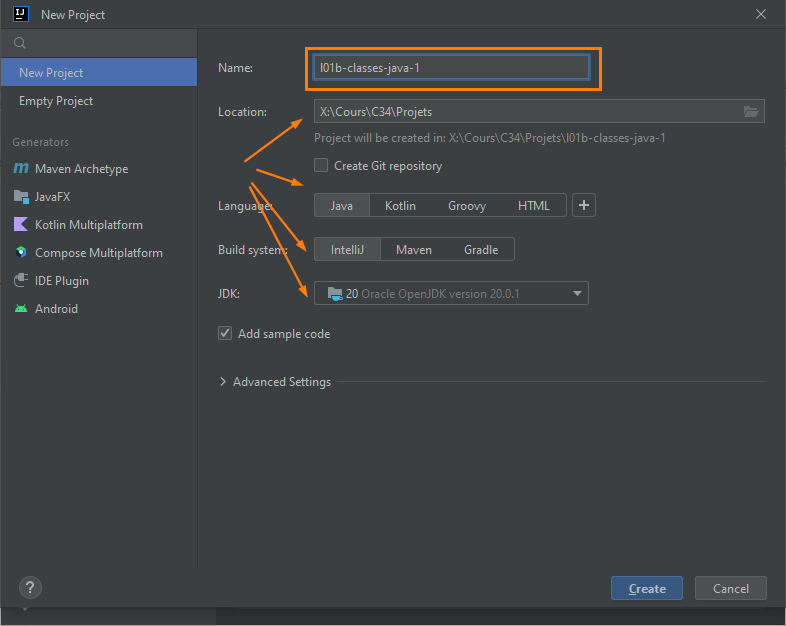 IJ New Project
New Project
Empty Project
Generators
m Maven Archetype
JavaFX
Kotlin Multiplatform
Compose Multiplatform
IDE Plugin
Android
Name: l01b-classes-java-1
Location: X:\Cours\C34\Projets
Project will be created in: X:\Cours\C34\Projets\l01b-classes-java-1
Create Git repository
Language: Java Kotlin Groovy HTML +
Build system: IntelliJ Maven Gradle
JDK: 20 Oracle OpenJDK version 20.0.1
Add sample code
Advanced Settings
? Create Cancel